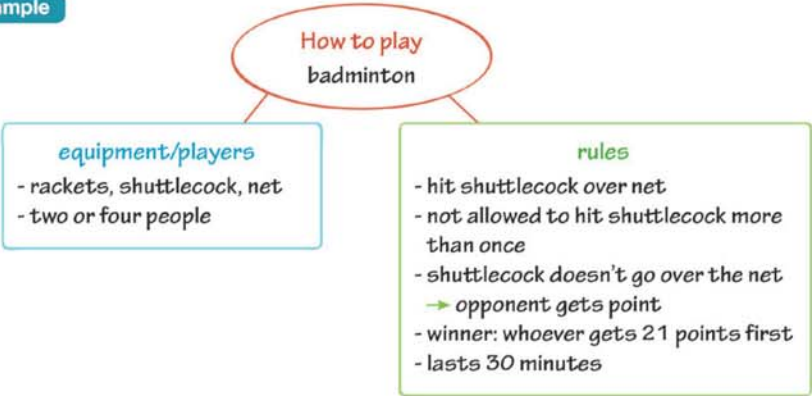 How to play
badminton
equipment/players
- rackets, shuttlecock, net
- two or four people
rules
- hit shuttlecock over net
- not allowed to hit shuttlecock more
than once
- shuttlecock doesn't go over the net
→ opponent gets point
- winner: whoever gets 21 points first
- lasts 30 minutes